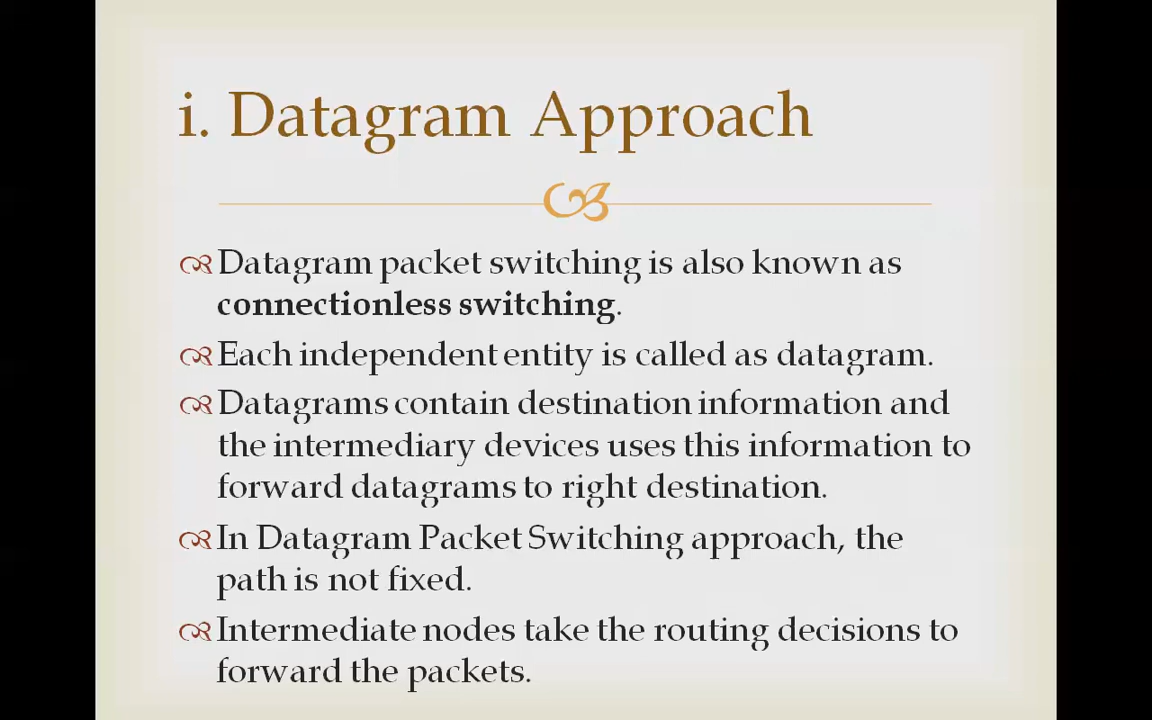 i. Datagram Approach
Datagram packet switching is also known as
connectionless switching.
Each independent entity is called as datagram.
Datagrams contain destination information and
the intermediary devices uses this information to
forward datagrams to right destination.
In Datagram Packet Switching approach, the
path is not fixed.
Intermediate nodes take the routing decisions to
forward the packets.